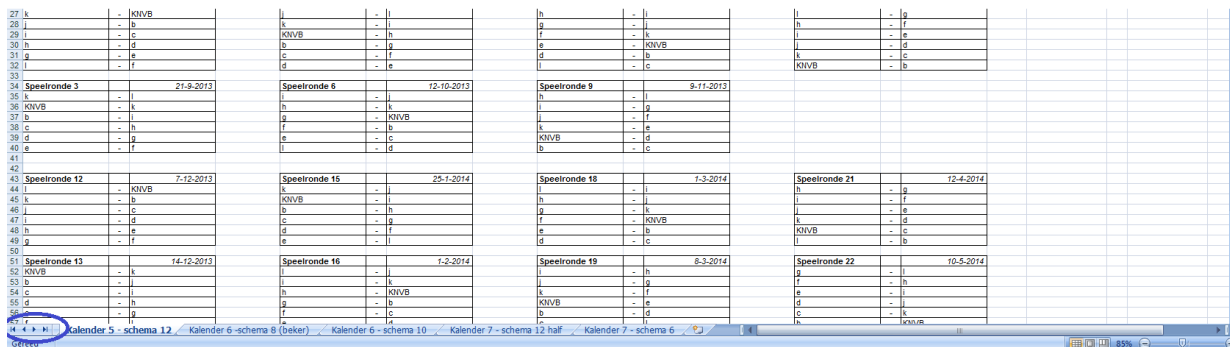 27 k - KNVB j - l h - i l - g
28 j - b k - i g - j h - f
29 i - c KNVB - h f - k i - e
30 h - d b - g e - KNVB j - d
31 g - e c - f d - b k - c
32 l - f d - e l - c KNVB - b
33
34 Speelronde 3 21-9-2013 Speelronde 6 12-10-2013 Speelronde 9 9-11-2013
35 k - l i - j h - l
36 KNVB - k h - k i - g
37 b - i g - KNVB j - f
38 c - h f - b k - e
39 d - g e - c KNVB - d
40 e - f l - d b - c
41
42
43 Speelronde 12 7-12-2013 Speelronde 15 25-1-2014 Speelronde 18 1-3-2014 Speelronde 21 12-4-2014
44 l - KNVB k - j l - i h - g
45 k - b KNVB - i h - j i - f
46 j - c b - h g - k j - e
47 i - d c - g f - KNVB k - d
48 h - e d - f e - b KNVB - c
49 g - f e - l d - c l - b
50
51 Speelronde 13 14-12-2013 Speelronde 16 1-2-2014 Speelronde 19 8-3-2014 Speelronde 22 10-5-2014
52 KNVB - k l - j i - h g - l
53 b - j i - k j - g f - h
54 c - i h - KNVB k - f e - i
55 d - h g - b KNVB - e d - j
56 e - g f - c b - d c - k
Kalender 5 - schema 12 Kalender 6 -schema 8 (beker) Kalender 6 - schema 10 Kalender 7 - schema 12 half Kalender 7 - schema 6
Gereed 85%